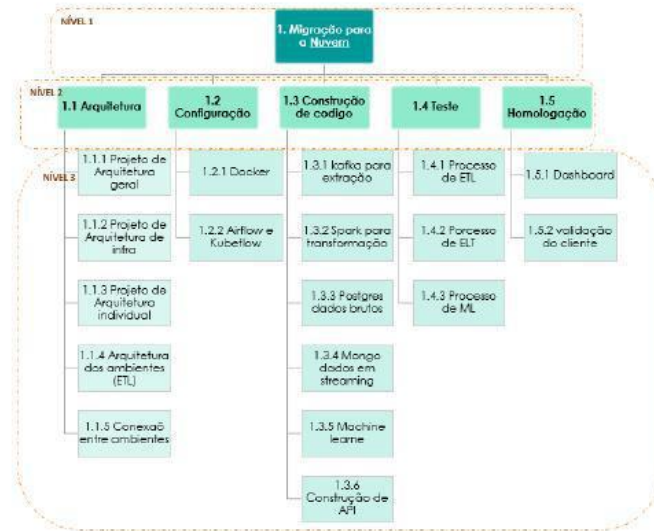 NÍVEL 1
1. Migração para
a Nuvem
NÍVEL 2
1.1 Arquitetura
1.2
Configuração
1.3 Construção
de codigo
1.4 Teste
1.5
Homologação
NÍVEL 3
1.1.1 Projeto de
Arquitetura
geral
1.1.2 Projeto de
Arquitetura de
infra
1.1.3 Projeto de
Arquitetura
individual
1.1.4 Arquitetura
dos ambientes
(ETL)
1.1.5 Conexaõ
entre ambientes
1.2.1 Docker
1.2.2 Airflow e
Kubeflow
1.3.1 kafka para
extração
1.3.2 Spark para
transformação
1.3.3 Postgres
dados brutos
1.3.4 Mongo
dados em
streaming
1.3.5 Machine
learne
1.3.6
Construção de
API
1.4.1 Processo
de ETL
1.4.2 Porcesso
de ELT
1.4.3 Processo
de ML
1.5.1 Dashboard
1.5.2 validação
do cliente